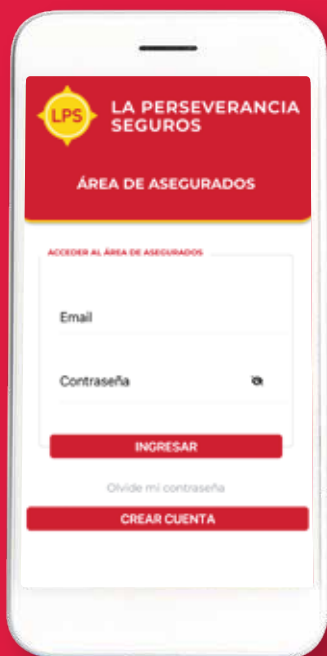 LPS
LA PERSEVERANCIA
SEGUROS
ÁREA DE ASEGURADOS
ACCEDER AL ÁREA DE ASEGURADOS
Email
Contraseña
INGRESAR
Olvide mi contraseña
CREAR CUENTA